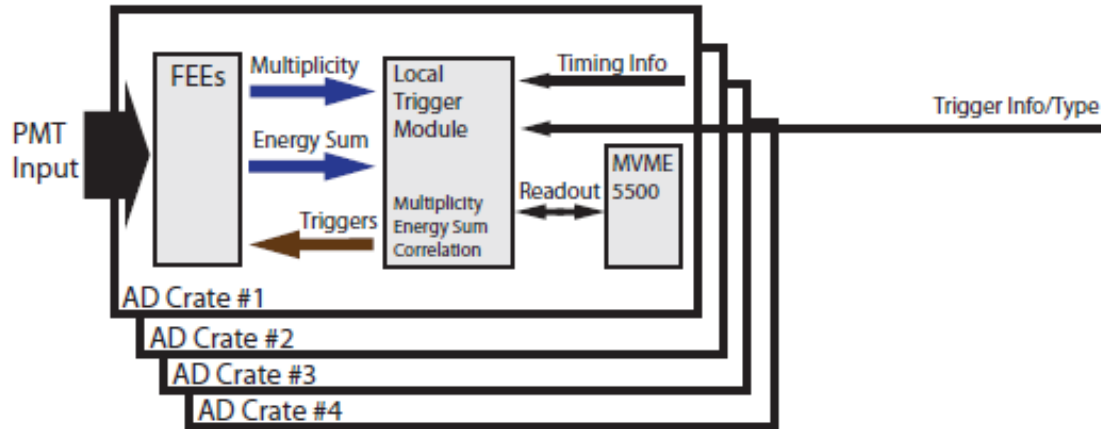 PMT
Input
FEEs
Multiplicity
Energy Sum
Triggers
Local
Trigger
Module
Multiplicity
Energy Sum
Correlation
Timing Info
Trigger Info/Type
Readout
MVME
5500
AD Crate #1
AD Crate #2
AD Crate #3
AD Crate #4